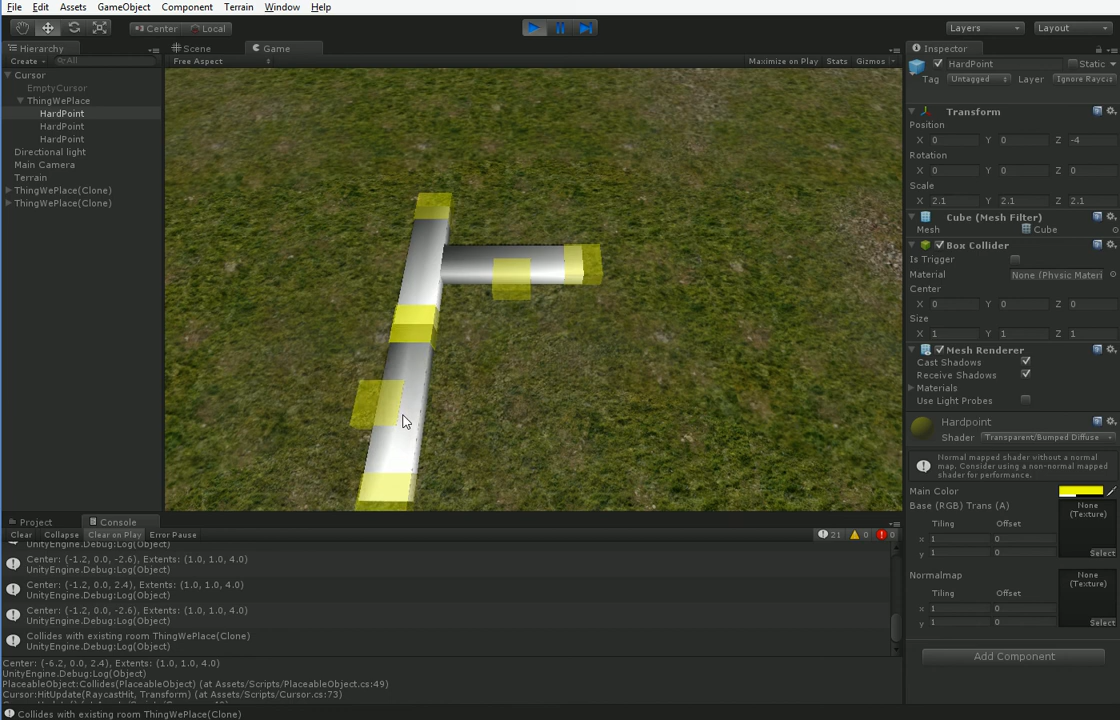 File Edit Assets GameObject Component Terrain Window Help
Center Local Layers Layout
Hierarchy Scene Game Inspector
Create All Free Aspect Maximize on Play Stats Gizmos HardPoint Static
Cursor Tag Untagged Layer Ignore Rayc
EmptyCursor
ThingWePlace
HardPoint Transform
HardPoint Position
HardPoint X 0 Y 0 Z -4
Directional light Rotation
Main Camera X 0 Y 0 Z 0
Terrain Scale
ThingWePlace(Clone) X 2.1 Y 2.1 Z 2.1
ThingWePlace(Clone) Cube (Mesh Filter)
Mesh Cube
Box Collider
Is Trigger
Material None (Physic Materi
Center
X 0 Y 0 Z 0
Size
X 1 Y 1 Z 1
Mesh Renderer
Cast Shadows
Receive Shadows
Materials
Use Light Probes
Hardpoint
Shader Transparent/Bumped Diffuse
Normal mapped shader without a normal
map. Consider using a non-normal mapped
shader for performance.
Main Color
Base (RGB) Trans (A) None
(Texture)
Tiling Offset
x 1 0
y 1 0
Select
Normalmap None
(Texture)
Tiling Offset
x 1 0
y 1 0
Select
Add Component
Project Console
Clear Collapse Clear on Play Error Pause 21 0 0
UnityEngine.Debug:Log(Object)
Center: (-1.2, 0.0, -2.6), Extents: (1.0, 1.0, 4.0)
UnityEngine.Debug:Log(Object)
Center: (-1.2, 0.0, 2.4), Extents: (1.0, 1.0, 4.0)
UnityEngine.Debug:Log(Object)
Center: (-1.2, 0.0, -2.6), Extents: (1.0, 1.0, 4.0)
UnityEngine.Debug:Log(Object)
Collides with existing room ThingWePlace(Clone)
UnityEngine.Debug:Log(Object)
Center: (-6.2, 0.0, 2.4), Extents: (1.0, 1.0, 4.0)
UnityEngine.Debug:Log(Object)
PlaceableObject:Collides(PlaceableObject) (at Assets/Scripts/PlaceableObject.cs:49)
Cursor:HitUpdate(RaycastHit, Transform) (at Assets/Scripts/Cursor.cs:73)
Collides with existing room ThingWePlace(Clone)